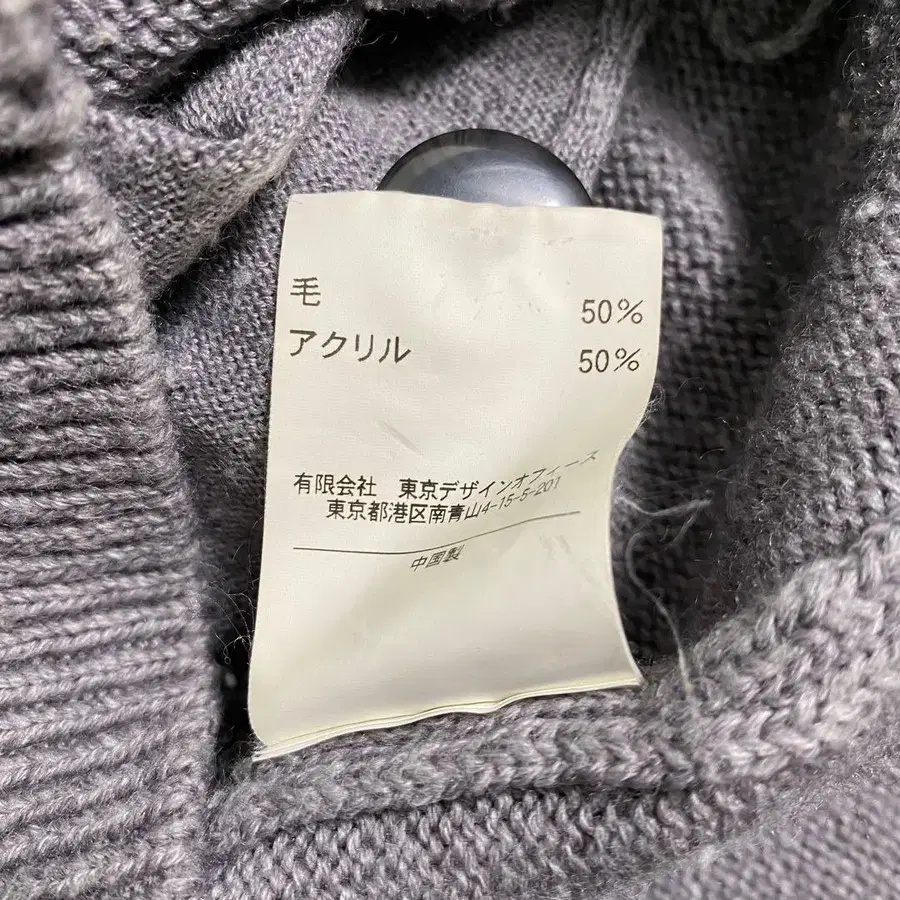 毛 50%
アクリル 50%
有限会社 東京デザインオフィース
東京都港区南青山4-15-5-201
中国製